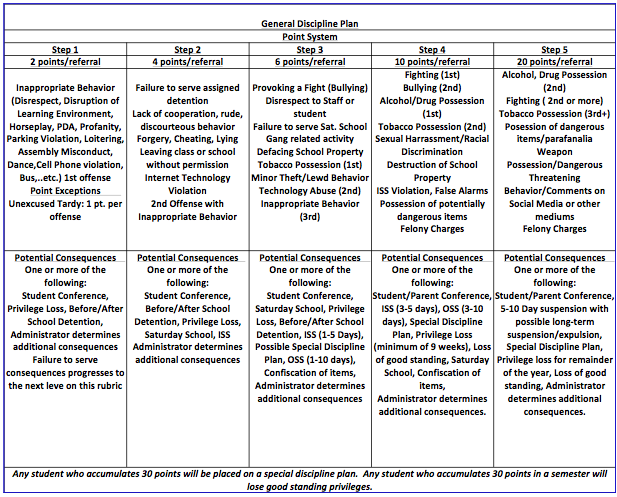 General Discipline Plan
Point System
Step 1
2 points/referral
Inappropriate Behavior
(Disrespect, Disruption of
Learning Environment,
Horseplay, PDA, Profanity,
Parking Violation, Loitering,
Assembly Misconduct,
Dance,Cell Phone violation,
Bus,..etc.) 1st offense
Point Exceptions
Unexcused Tardy: 1 pt. per
offense
Step 2
4 points/referral
Failure to serve assigned
detention
Lack of cooperation, rude,
discourteous behavior
Forgery, Cheating, Lying
Leaving class or school
without permission
Internet Technology
Violation
2nd Offense with
Inappropriate Behavior
Step 3
6 points/referral
Provoking a Fight (Bullying)
Disrespect to Staff or
student
Failure to serve Sat. School
Gang related activity
Defacing School Property
Tobacco Possession (1st)
Minor Theft/Lewd Behavior
Technology Abuse (2nd)
Inappropriate Behavior
(3rd)
Step 4
10 points/referral
Fighting (1st)
Bullying (2nd)
Alcohol/Drug Possession
(1st)
Tobacco Possession (2nd)
Sexual Harrassment/Racial
Discrimination
Destruction of School
Property
ISS Violation, False Alarms
Possession of potentially
dangerous items
Felony Charges
Step 5
20 points/referral
Alcohol, Drug Possession
(2nd)
Fighting ( 2nd or more)
Tobacco Possession (3rd+)
Posession of dangerous
items/parafanalia
Weapon
Possession/Dangerous
Threatening
Behavior/Comments on
Social Media or other
mediums
Felony Charges
Potential Consequences
One or more of the
following:
Student Conference,
Privilege Loss, Before/After
School Detention,
Administrator determines
additional consequences
Failure to serve
consequences progresses to
the next leve on this rubric
Potential Consequences
One or more of the
following:
Student Conference,
Before/After School
Detention, Privilege Loss,
Saturday School, ISS
Administrator determines
additional consequences
Potential Consequences
One or more of the
following:
Student Conference,
Saturday School, Privilege
Loss, Before/After School
Detention, ISS (1-5 Days),
Possible Special Discipline
Plan, OSS (1-10 days),
Confiscation of items,
Administrator determines
additional consequences
Potential Consequences
One or more of the
following:
Student/Parent Conference,
ISS (3-5 days), OSS (3-10
days), Special Discipline
Plan, Privilege Loss
(minimum of 9 weeks), Loss
of good standing, Saturday
School, Confiscation of
items,
Administrator determines
additional consequences.
Potential Consequences
One or more of the
following:
Student/Parent Conference,
5-10 Day suspension with
possible long-term
suspension/expulsion,
Special Discipline Plan,
Privilege loss for remainder
of the year, Loss of good
standing, Administrator
determines additional
consequences.
Any student who accumulates 30 points will be placed on a special discipline plan. Any student who accumulates 30 points in a semester will
lose good standing privileges.